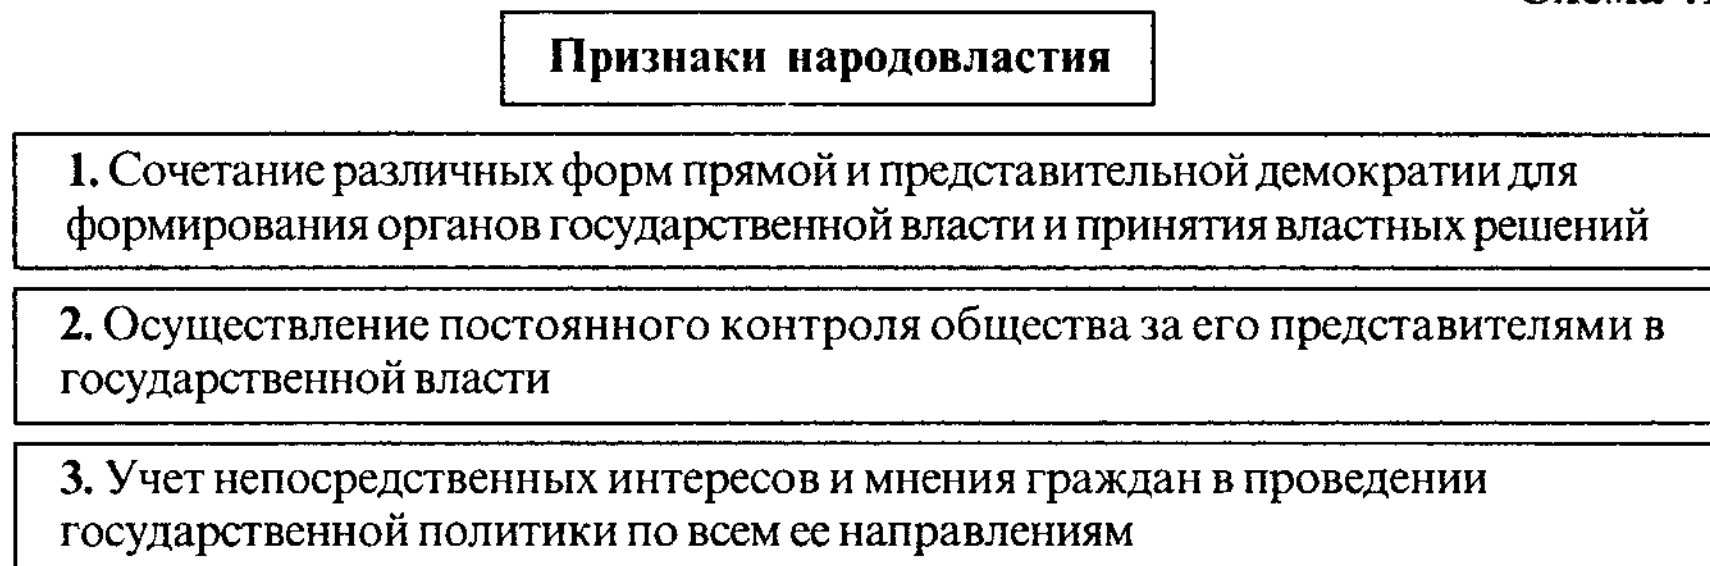 Признаки народовластия
1. Сочетание различных форм прямой и представительной демократии для
формирования органов государственной власти и принятия властных решений
2. Осуществление постоянного контроля общества за его представителями в
государственной власти
3. Учет непосредственных интересов и мнения граждан в проведении
государственной политики по всем ее направлениям